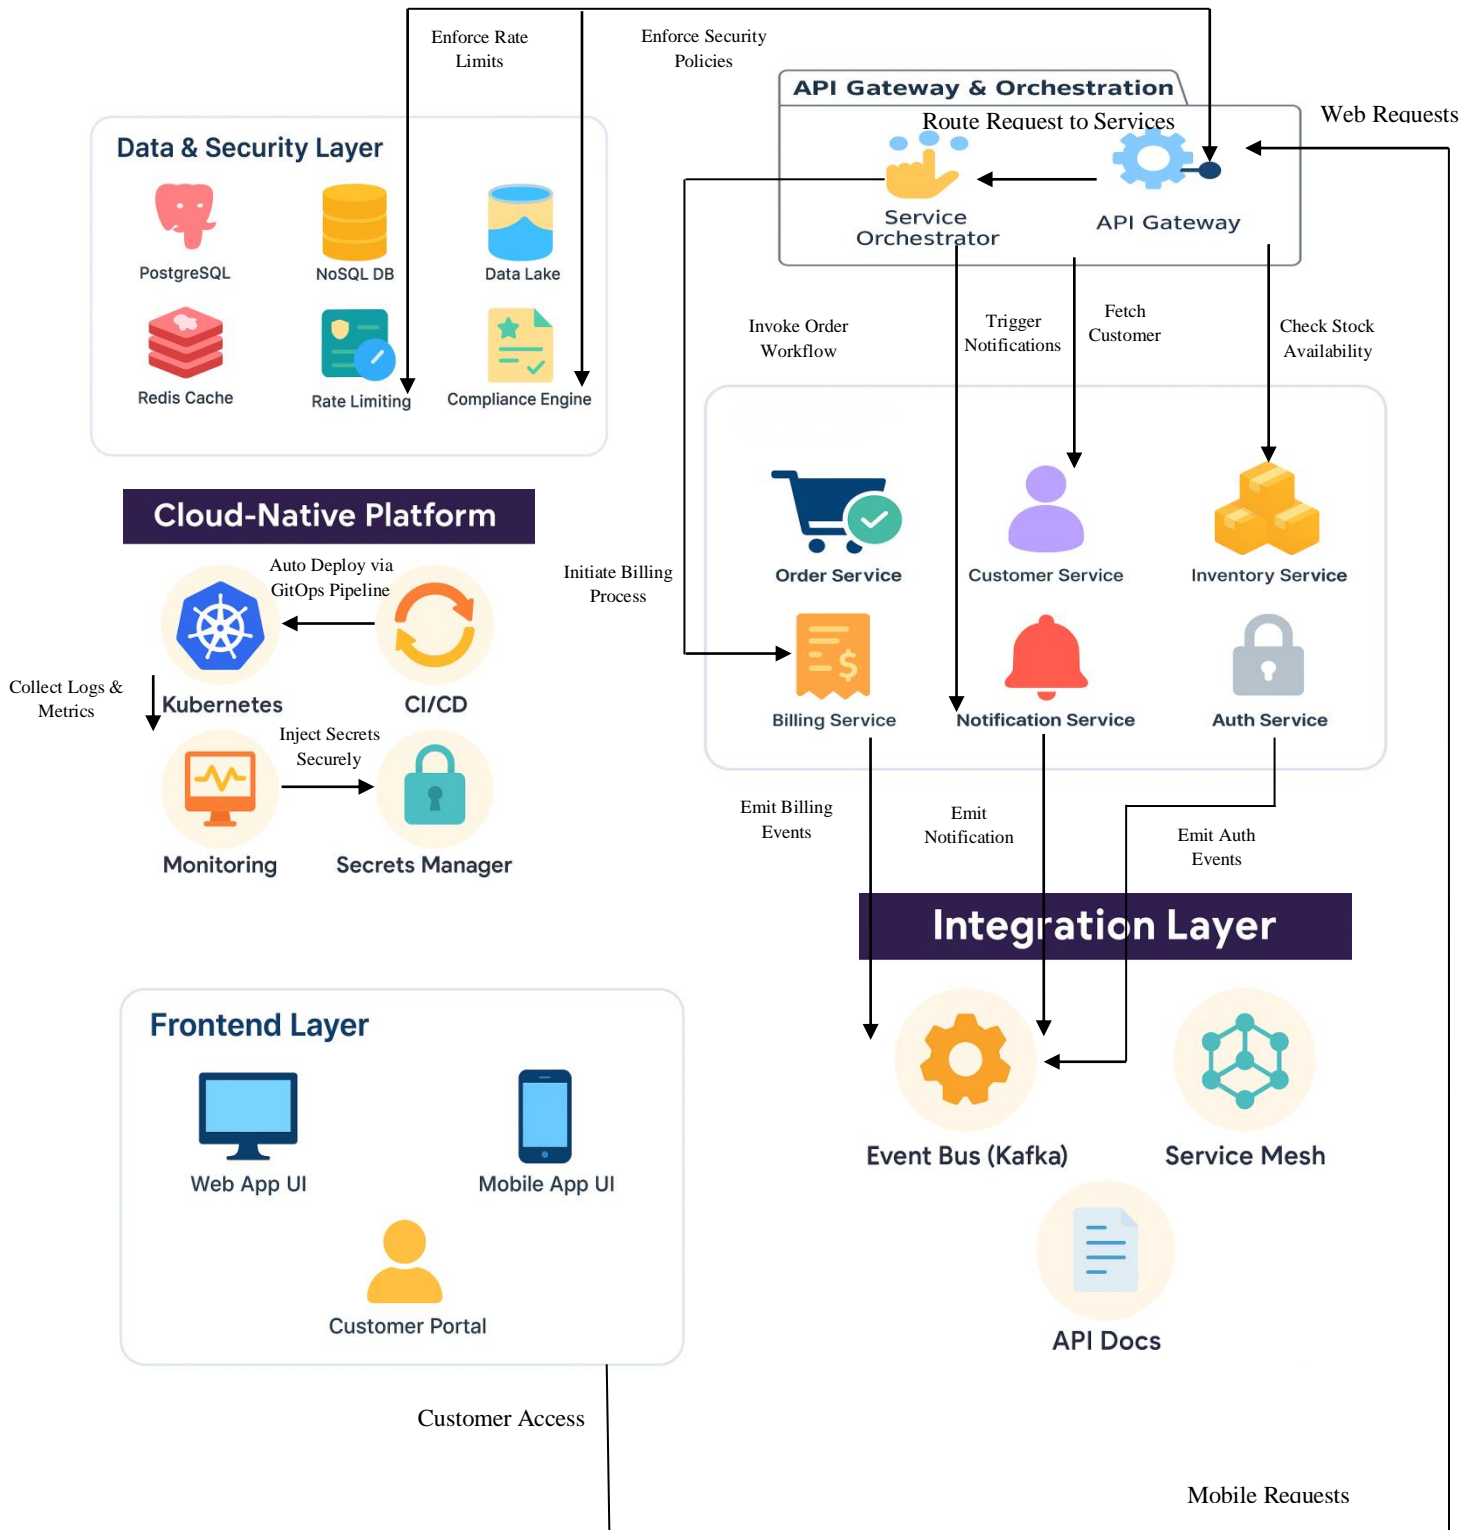 Enforce Rate
Limits
Enforce Security
Policies
API Gateway & Orchestration
Route Request to Services
Web Requests
Service
Orchestrator
API Gateway
Data & Security Layer
PostgreSQL
NoSQL DB
Data Lake
Redis Cache
Rate Limiting
Compliance Engine
Invoke Order
Workflow
Trigger
Notifications
Fetch
Customer
Check Stock
Availability
Cloud-Native Platform
Auto Deploy via
GitOps Pipeline
Kubernetes
CI/CD
Collect Logs &
Metrics
Inject Secrets
Securely
Monitoring
Secrets Manager
Initiate Billing
Process
Order Service
Customer Service
Inventory Service
$
Billing Service
Notification Service
Auth Service
Emit Billing
Events
Emit
Notification
Emit Auth
Events
Integration Layer
Event Bus (Kafka)
Service Mesh
API Docs
Frontend Layer
Web App UI
Mobile App UI
Customer Portal
Customer Access
Mobile Requests